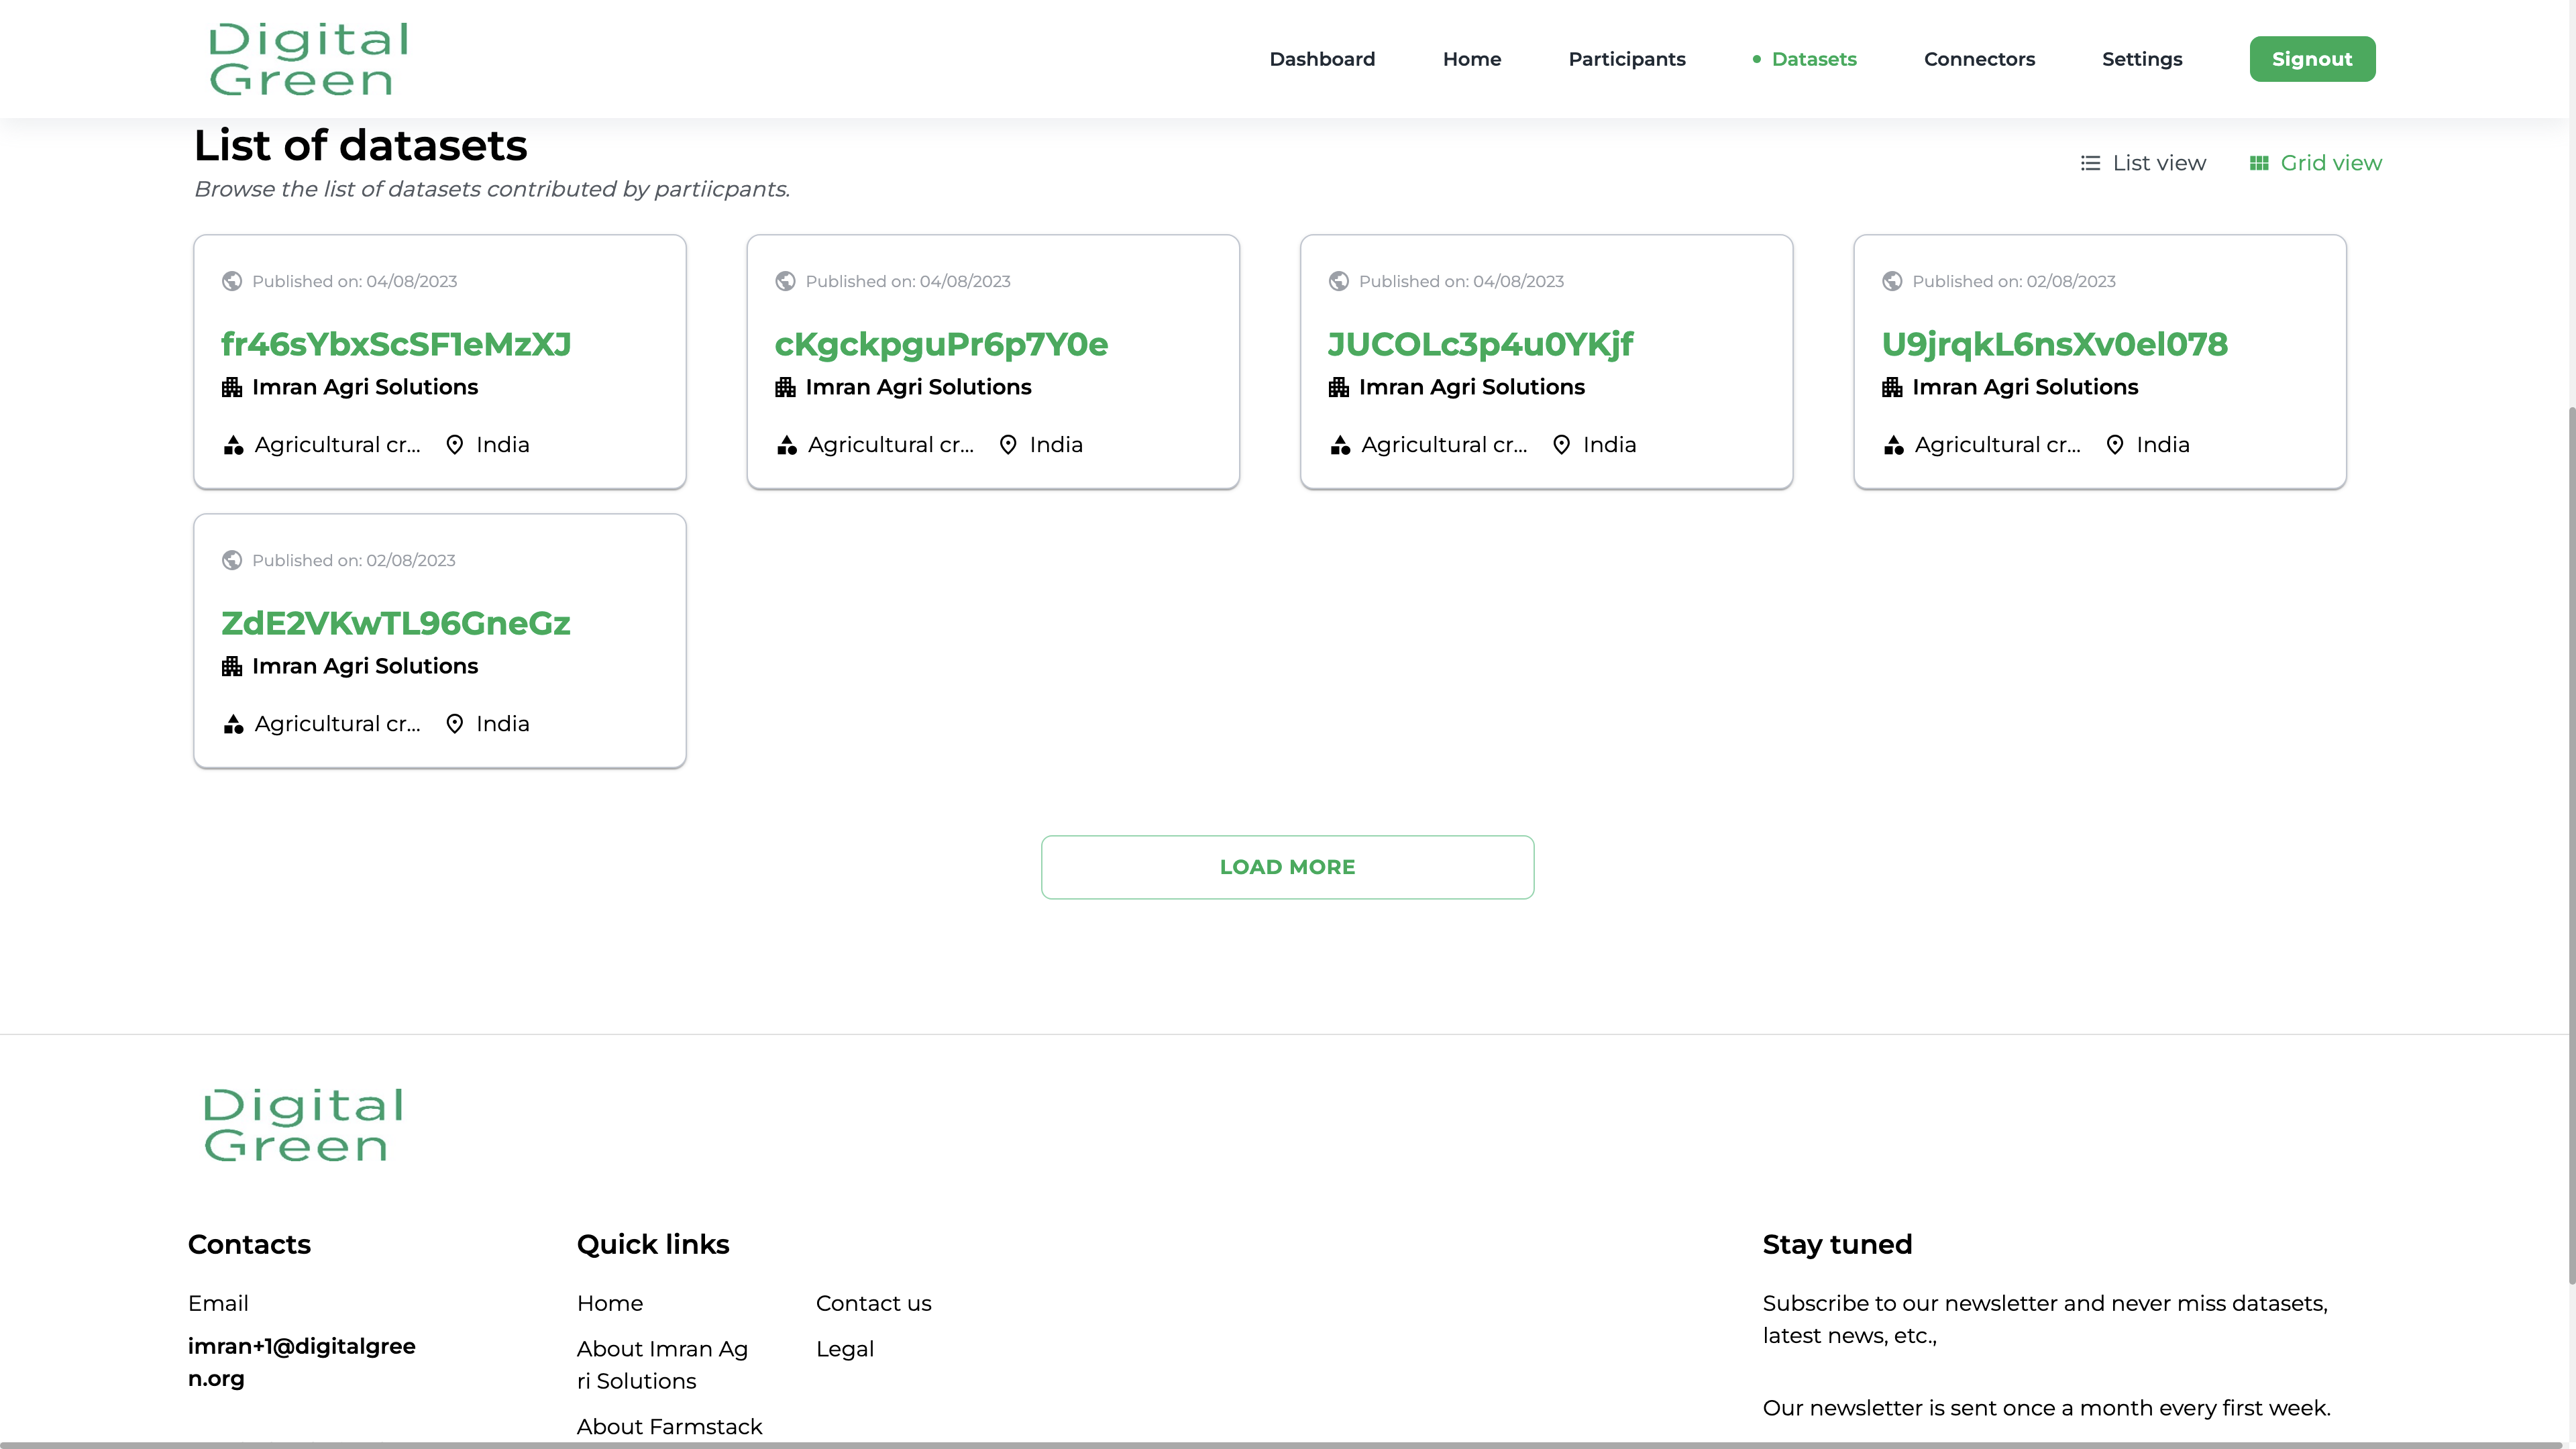 Digital
Green
Dashboard
Home
Participants
Datasets
Connectors
Settings
Signout
List of datasets
Browse the list of datasets contributed by partiicpants.
List view
Grid view
Published on: 04/08/2023
fr46sYbxScSF1eMzXJ
Imran Agri Solutions
Agricultural cr...
India
Published on: 04/08/2023
cKgckpguPr6p7Y0e
Imran Agri Solutions
Agricultural cr...
India
Published on: 04/08/2023
JUCOLc3p4u0YKjf
Imran Agri Solutions
Agricultural cr...
India
Published on: 02/08/2023
U9jrqkL6nsXv0el078
Imran Agri Solutions
Agricultural cr...
India
Published on: 02/08/2023
ZdE2VKwTL96GneGz
Imran Agri Solutions
Agricultural cr...
India
LOAD MORE
Digital
Green
Contacts
Email
imran+1@digitalgree
n.org
Quick links
Home
About Imran Ag
ri Solutions
About Farmstack
Contact us
Legal
Stay tuned
Subscribe to our newsletter and never miss datasets,
latest news, etc.,
Our newsletter is sent once a month every first week.